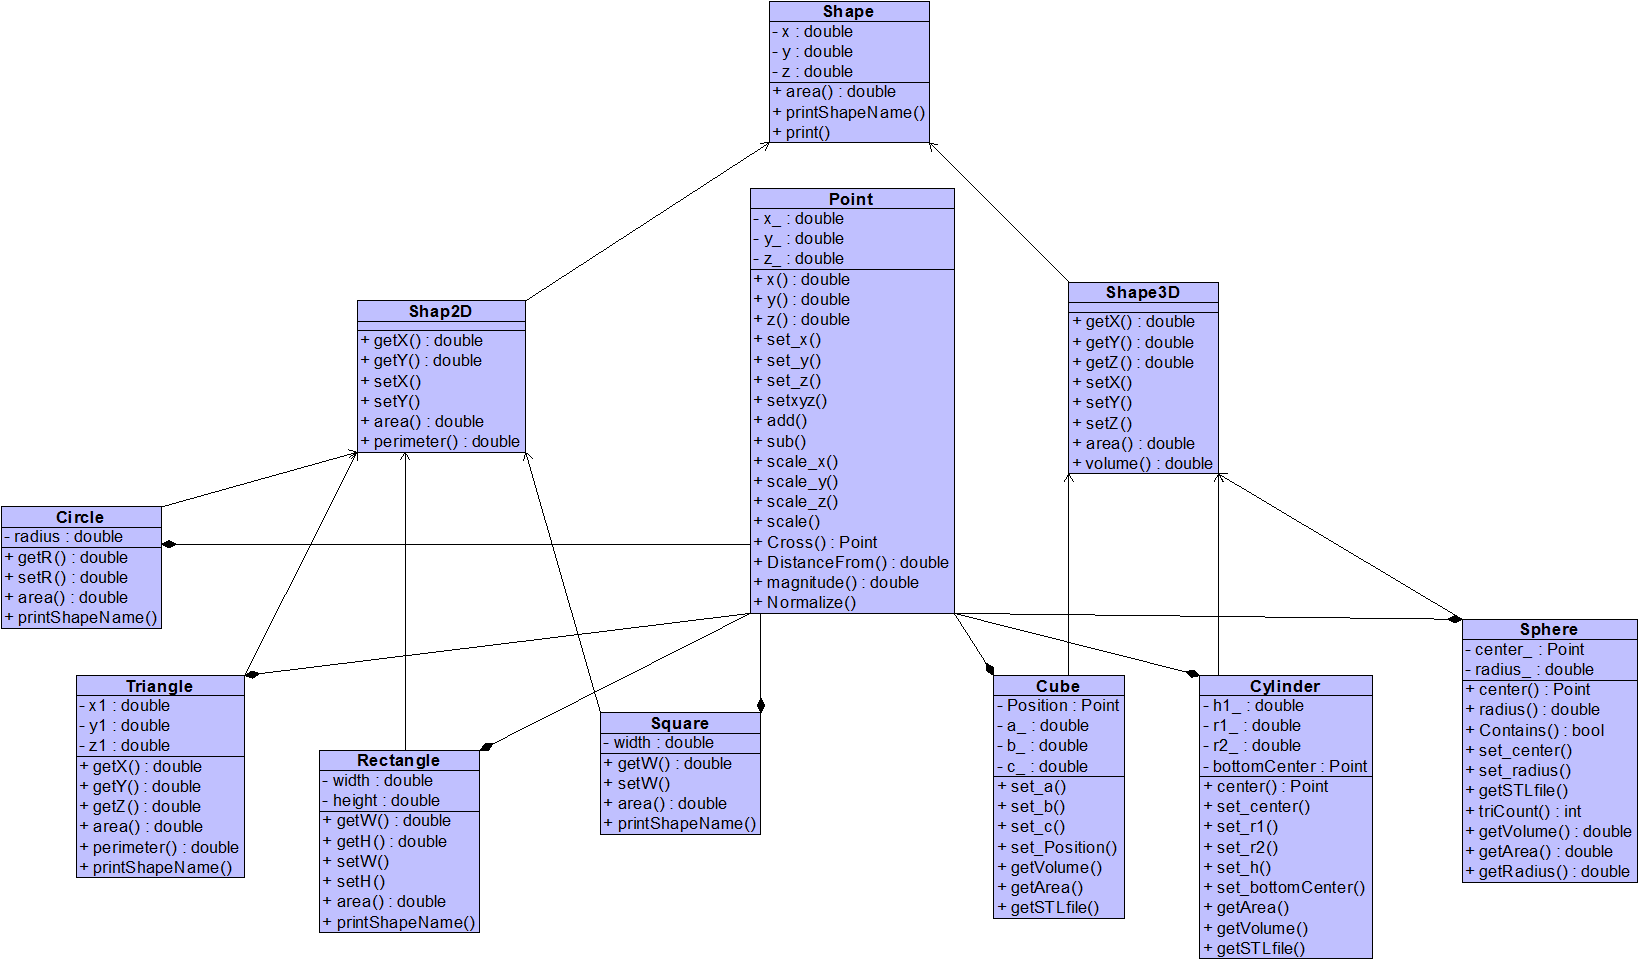 Shape
- x : double
- y : double
- z : double
+ area() : double
+ printShapeName()
+ print()
Point
- x_ : double
- y_ : double
- z_ : double
+ x() : double
+ y() : double
+ z() : double
+ set_x()
+ set_y()
+ set_z()
+ setxyz()
+ add()
+ sub()
+ scale_x()
+ scale_y()
+ scale_z()
+ scale()
+ Cross() : Point
+ DistanceFrom() : double
+ magnitude() : double
+ Normalize()
Shap2D
+ getX() : double
+ getY() : double
+ setX()
+ setY()
+ area() : double
+ perimeter() : double
Shape3D
+ getX() : double
+ getY() : double
+ getZ() : double
+ setX()
+ setY()
+ setZ()
+ area() : double
+ volume() : double
Circle
- radius : double
+ getR() : double
+ setR() : double
+ area() : double
+ printShapeName()
Triangle
- x1 : double
- y1 : double
- z1 : double
+ getX() : double
+ getY() : double
+ getZ() : double
+ area() : double
+ perimeter() : double
+ printShapeName()
Rectangle
- width : double
- height : double
+ getW() : double
+ getH() : double
+ setW()
+ setH()
+ area() : double
+ printShapeName()
Square
- width : double
+ getW() : double
+ setW()
+ area() : double
+ printShapeName()
Cube
- Position : Point
- a_ : double
- b_ : double
- c_ : double
+ set_a()
+ set_b()
+ set_c()
+ set_Position()
+ getVolume()
+ getArea()
+ getSTLfile()
Cylinder
- h1_ : double
- r1_ : double
- r2_ : double
- bottomCenter : Point
+ center() : Point
+ set_center()
+ set_r1()
+ set_r2()
+ set_h()
+ set_bottomCenter()
+ getArea()
+ getVolume()
+ getSTLfile()
Sphere
- center_ : Point
- radius_ : double
+ center() : Point
+ radius() : double
+ Contains() : bool
+ set_center()
+ set_radius()
+ getSTLfile()
+ triCount() : int
+ getVolume() : double
+ getArea() : double
+ getRadius() : double